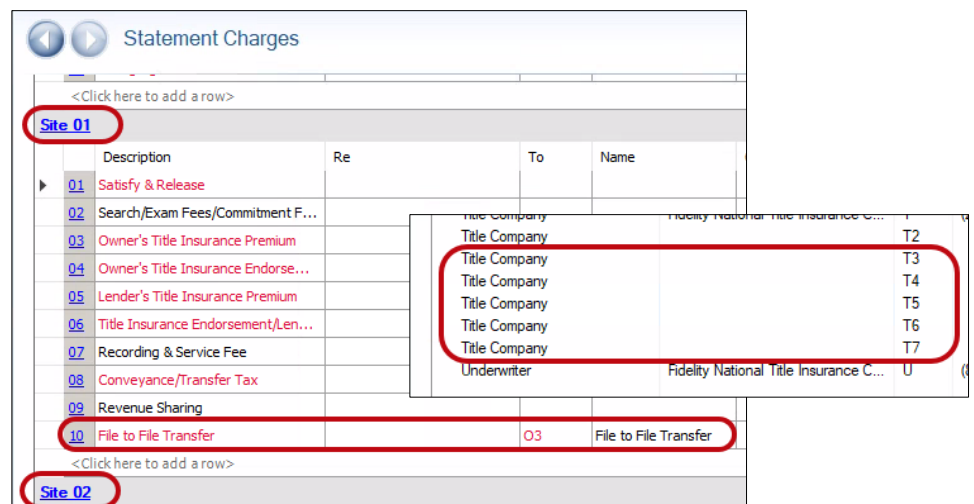 Statement Charges
<Click here to add a row>
Site 01
Description Re To Name
01 Satisfy & Release
02 Search/Exam Fees/Commitment F...
03 Owner's Title Insurance Premium
04 Owner's Title Insurance Endorse...
05 Lender's Title Insurance Premium
06 Title Insurance Endorsement/Len...
07 Recording & Service Fee
08 Conveyance/Transfer Tax
09 Revenue Sharing
10 File to File Transfer O3 File to File Transfer
<Click here to add a row>
Site 02
Title Company Fidelity National Title Insurance C... T
Title Company T2
Title Company T3
Title Company T4
Title Company T5
Title Company T6
Title Company T7
Underwriter Fidelity National Title Insurance C... U